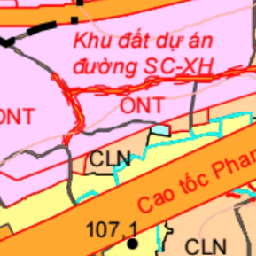 Khu đất dự án
đường SC-XH
ONT
ONT
CLN
Cao tốc Phan
107,1
CLN